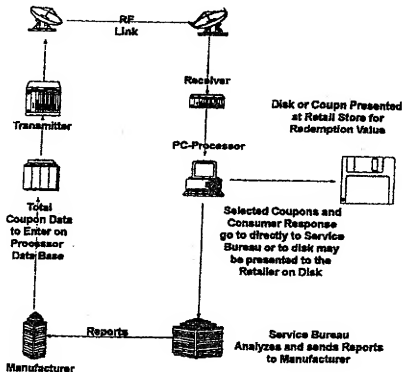 RF
Link
Receiver
Transmitter
PC-Processor
Disk or Coupn Presented
at Retail Store for
Redemption Value
Total
Coupon Data
to Enter on
Processor
Data Base
Selected Coupons and
Consumer Response
go to directly to Service
Bureau or to disk may
be presented to the
Retailer on Disk
Reports
Manufacturer
Service Bureau
Analyzes and sends Reports
to Manufacturer